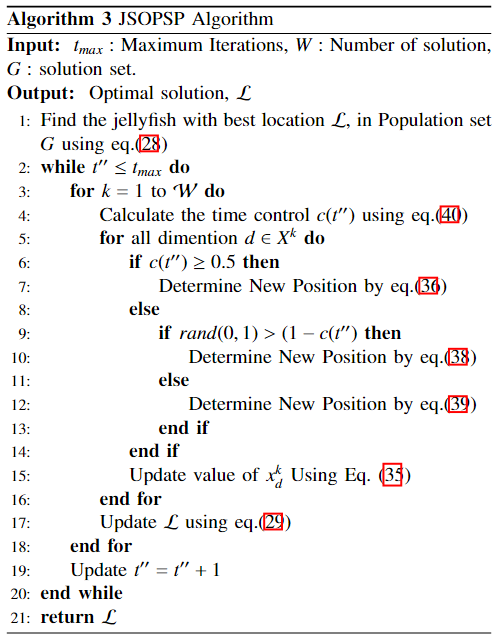 Algorithm 3 JSOPSP Algorithm
Input: t_max : Maximum Iterations, W : Number of solution,
G : solution set.
Output: Optimal solution, ℒ
1: Find the jellyfish with best location ℒ, in Population set
G using eq.(28)
2: while t″ ≤ t_max do
3: for k = 1 to 𝒲 do
4: Calculate the time control c(t″) using eq.(40)
5: for all dimention d ∈ X^k do
6: if c(t″) ≥ 0.5 then
7: Determine New Position by eq.(36)
8: else
9: if rand(0, 1) > (1 − c(t″) then
10: Determine New Position by eq.(38)
11: else
12: Determine New Position by eq.(39)
13: end if
14: end if
15: Update value of x_d^k Using Eq. (35)
16: end for
17: Update ℒ using eq.(29)
18: end for
19: Update t″ = t″ + 1
20: end while
21: return ℒ